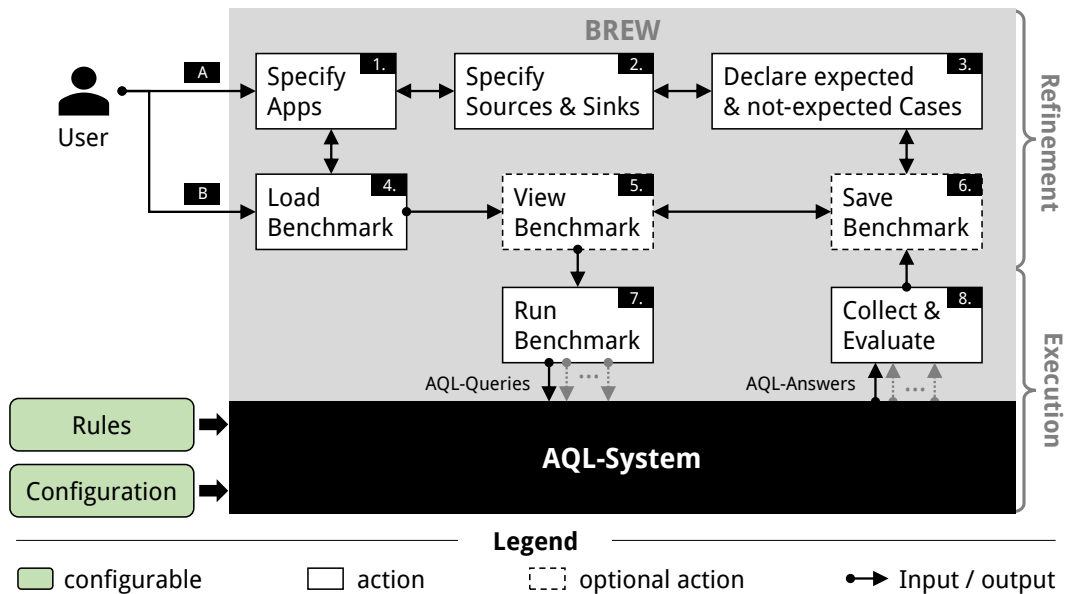 BREW
A
1.
Specify
Apps
2.
Specify
Sources & Sinks
3.
Declare expected
& not-expected Cases
User
Refinement
B
4.
Load
Benchmark
5.
View
Benchmark
6.
Save
Benchmark
7.
Run
Benchmark
8.
Collect &
Evaluate
Execution
AQL-Queries
...
AQL-Answers
...
Rules
Configuration
AQL-System
Legend
configurable
action
optional action
Input / output